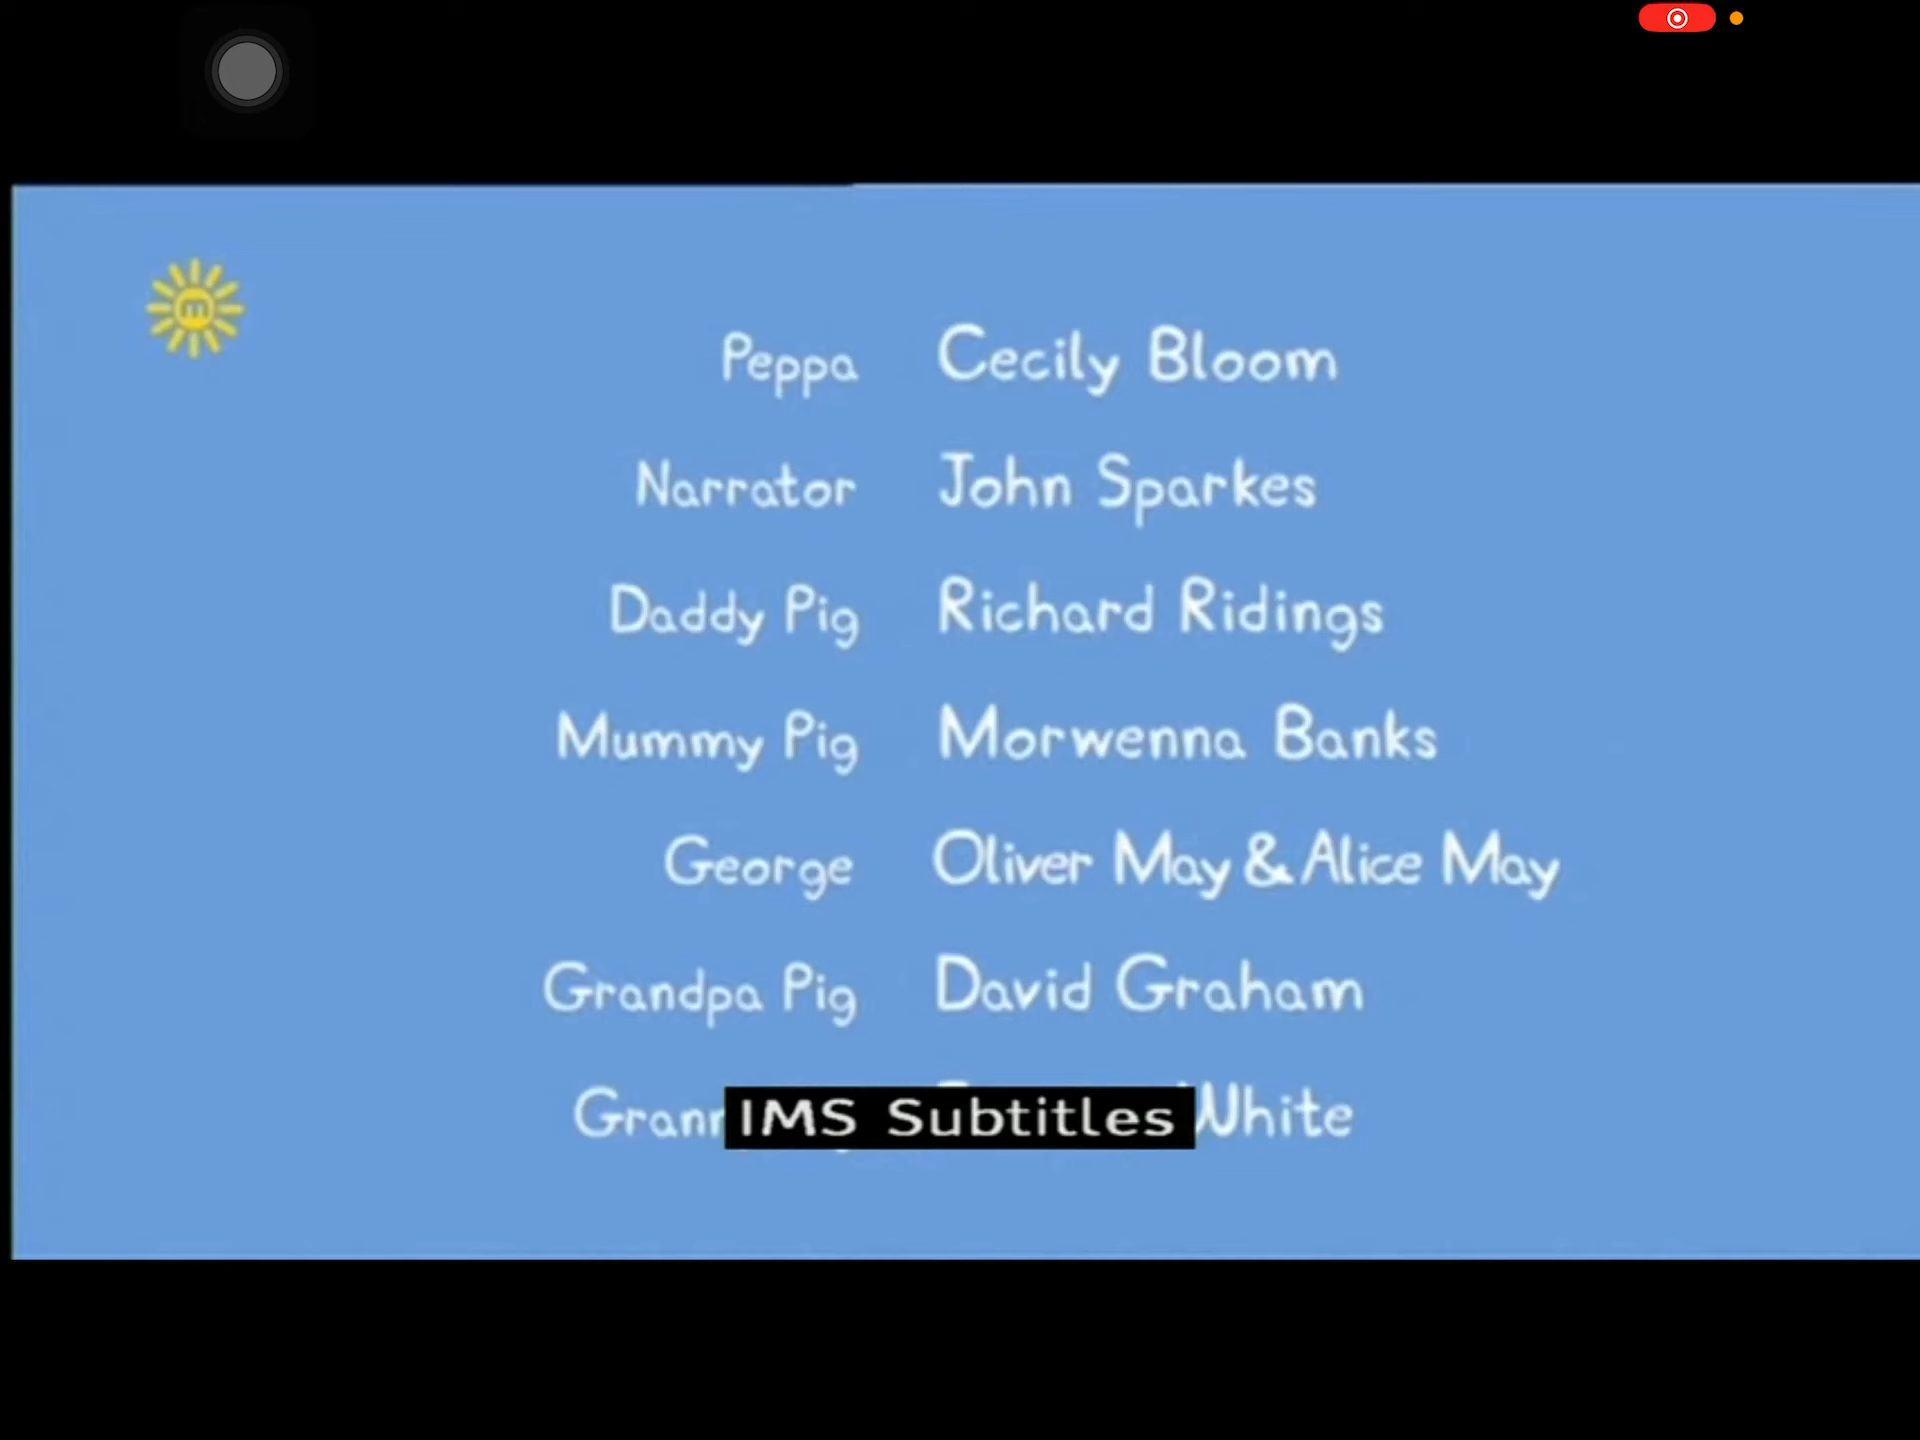 m
Peppa Cecily Bloom
Narrator John Sparkes
Daddy Pig Richard Ridings
Mummy Pig Morwenna Banks
George Oliver May & Alice May
Grandpa Pig David Graham
White
IMS Subtitles